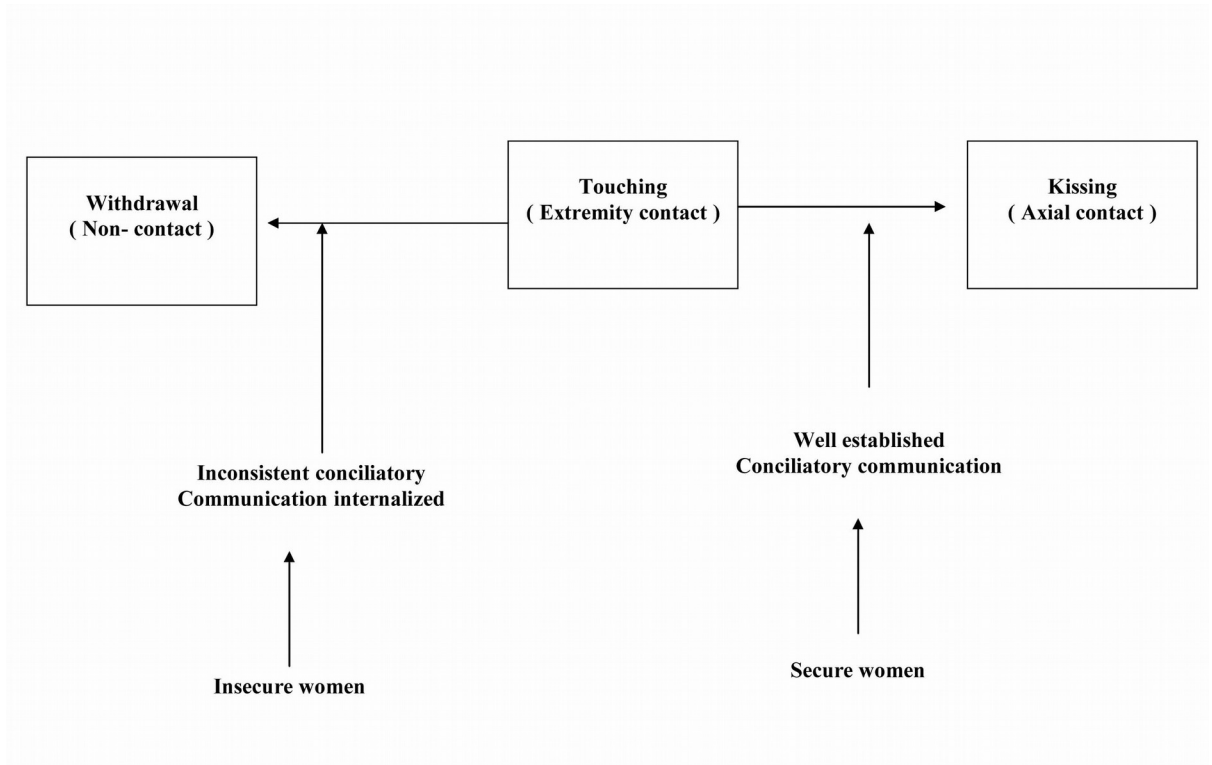 Withdrawal
( Non- contact )
Touching
( Extremity contact )
Kissing
( Axial contact )
Inconsistent conciliatory
Communication internalized
Well established
Conciliatory communication
Insecure women
Secure women